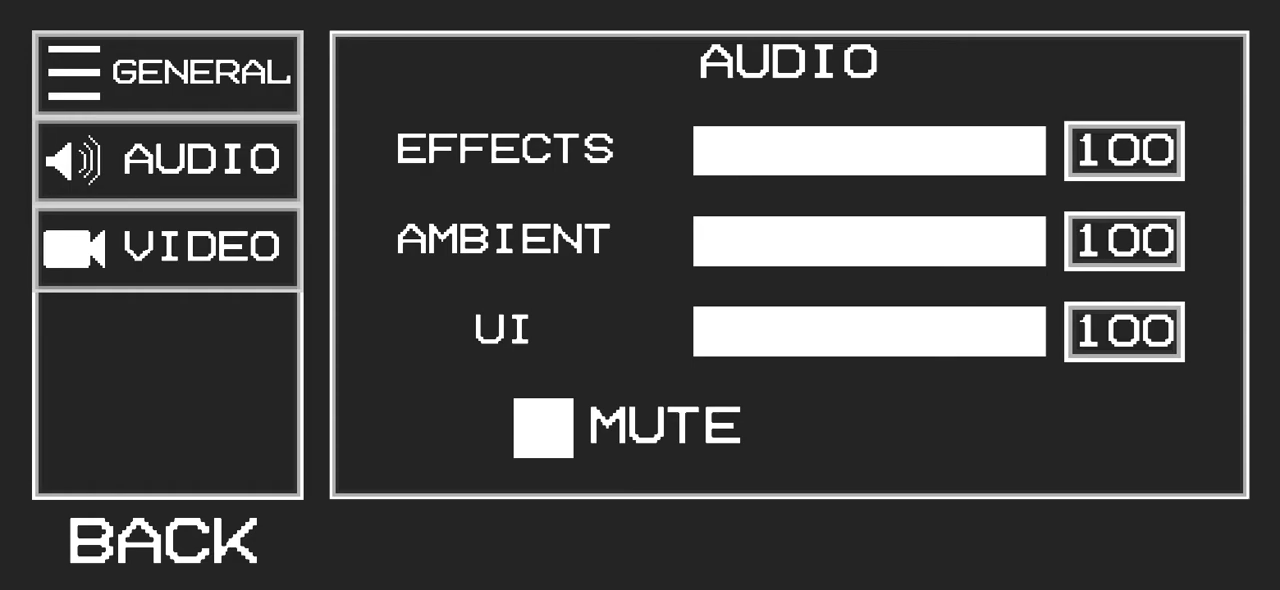 GENERAL
AUDIO
VIDEO
BACK
AUDIO
EFFECTS 100
AMBIENT 100
UI 100
MUTE